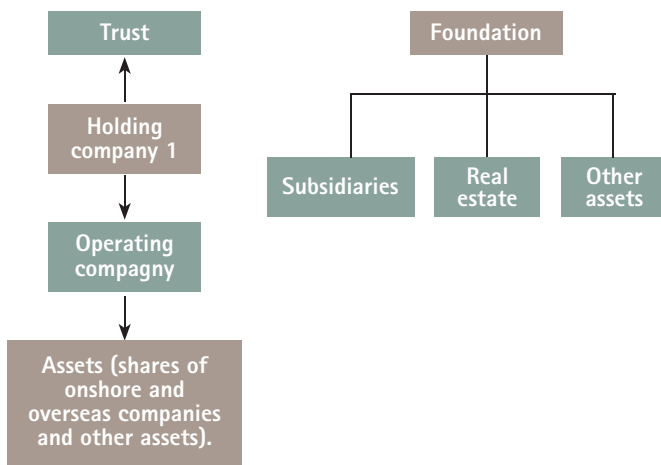 Trust
Holding
company 1
Operating
compagny
Assets (shares of
onshore and
overseas companies
and other assets).
Foundation
Subsidiaries
Real
estate
Other
assets